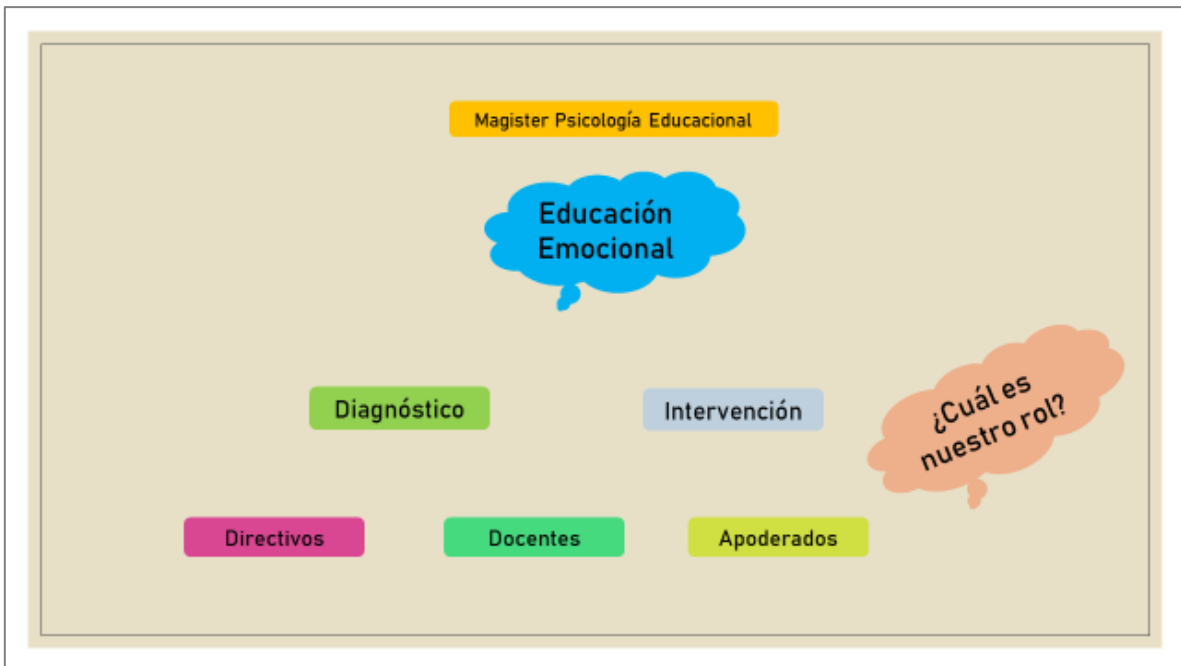 Magister Psicología Educacional
Educación
Emocional
Diagnóstico
Intervención
¿Cuál es
nuestro rol?
Directivos
Docentes
Apoderados